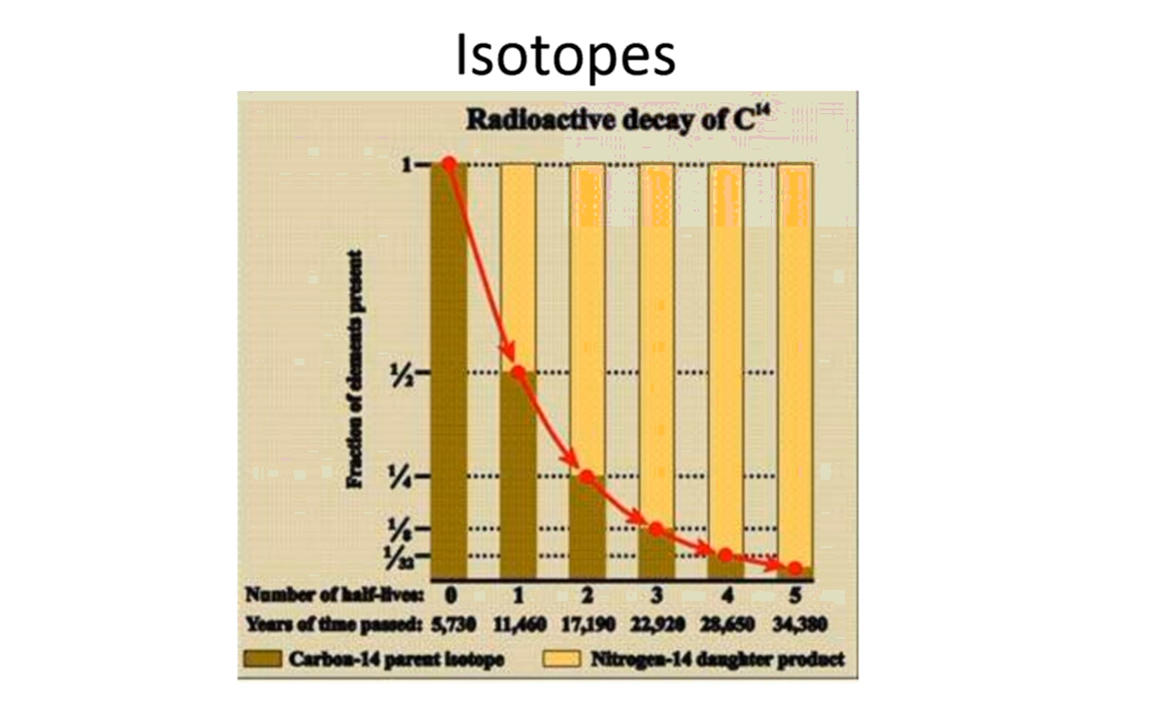 Isotopes
Radioactive decay of C14
Fraction of elements present
1
1/2
1/4
1/8
1/32
Number of half-lives: 0 1 2 3 4 5
Years of time passed: 5,730 11,460 17,190 22,920 28,650 34,380
Carbon-14 parent isotope Nitrogen-14 daughter product